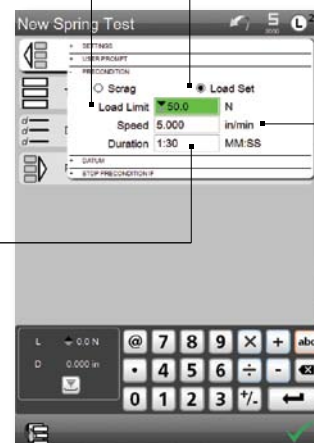 New Spring Test
SETTINGS
USER PROMPT
PRECONDITION
Scrag Load Set
Load Limit 50.0 N
Speed 5.000 in/min
Duration 1:30 MM:SS
DATUM
STOP PRECONDITION IF
L 0.0 N
D 0.000 in
@ 7 8 9 × + abc
• 4 5 6 ÷ -
0 1 2 3 +/-